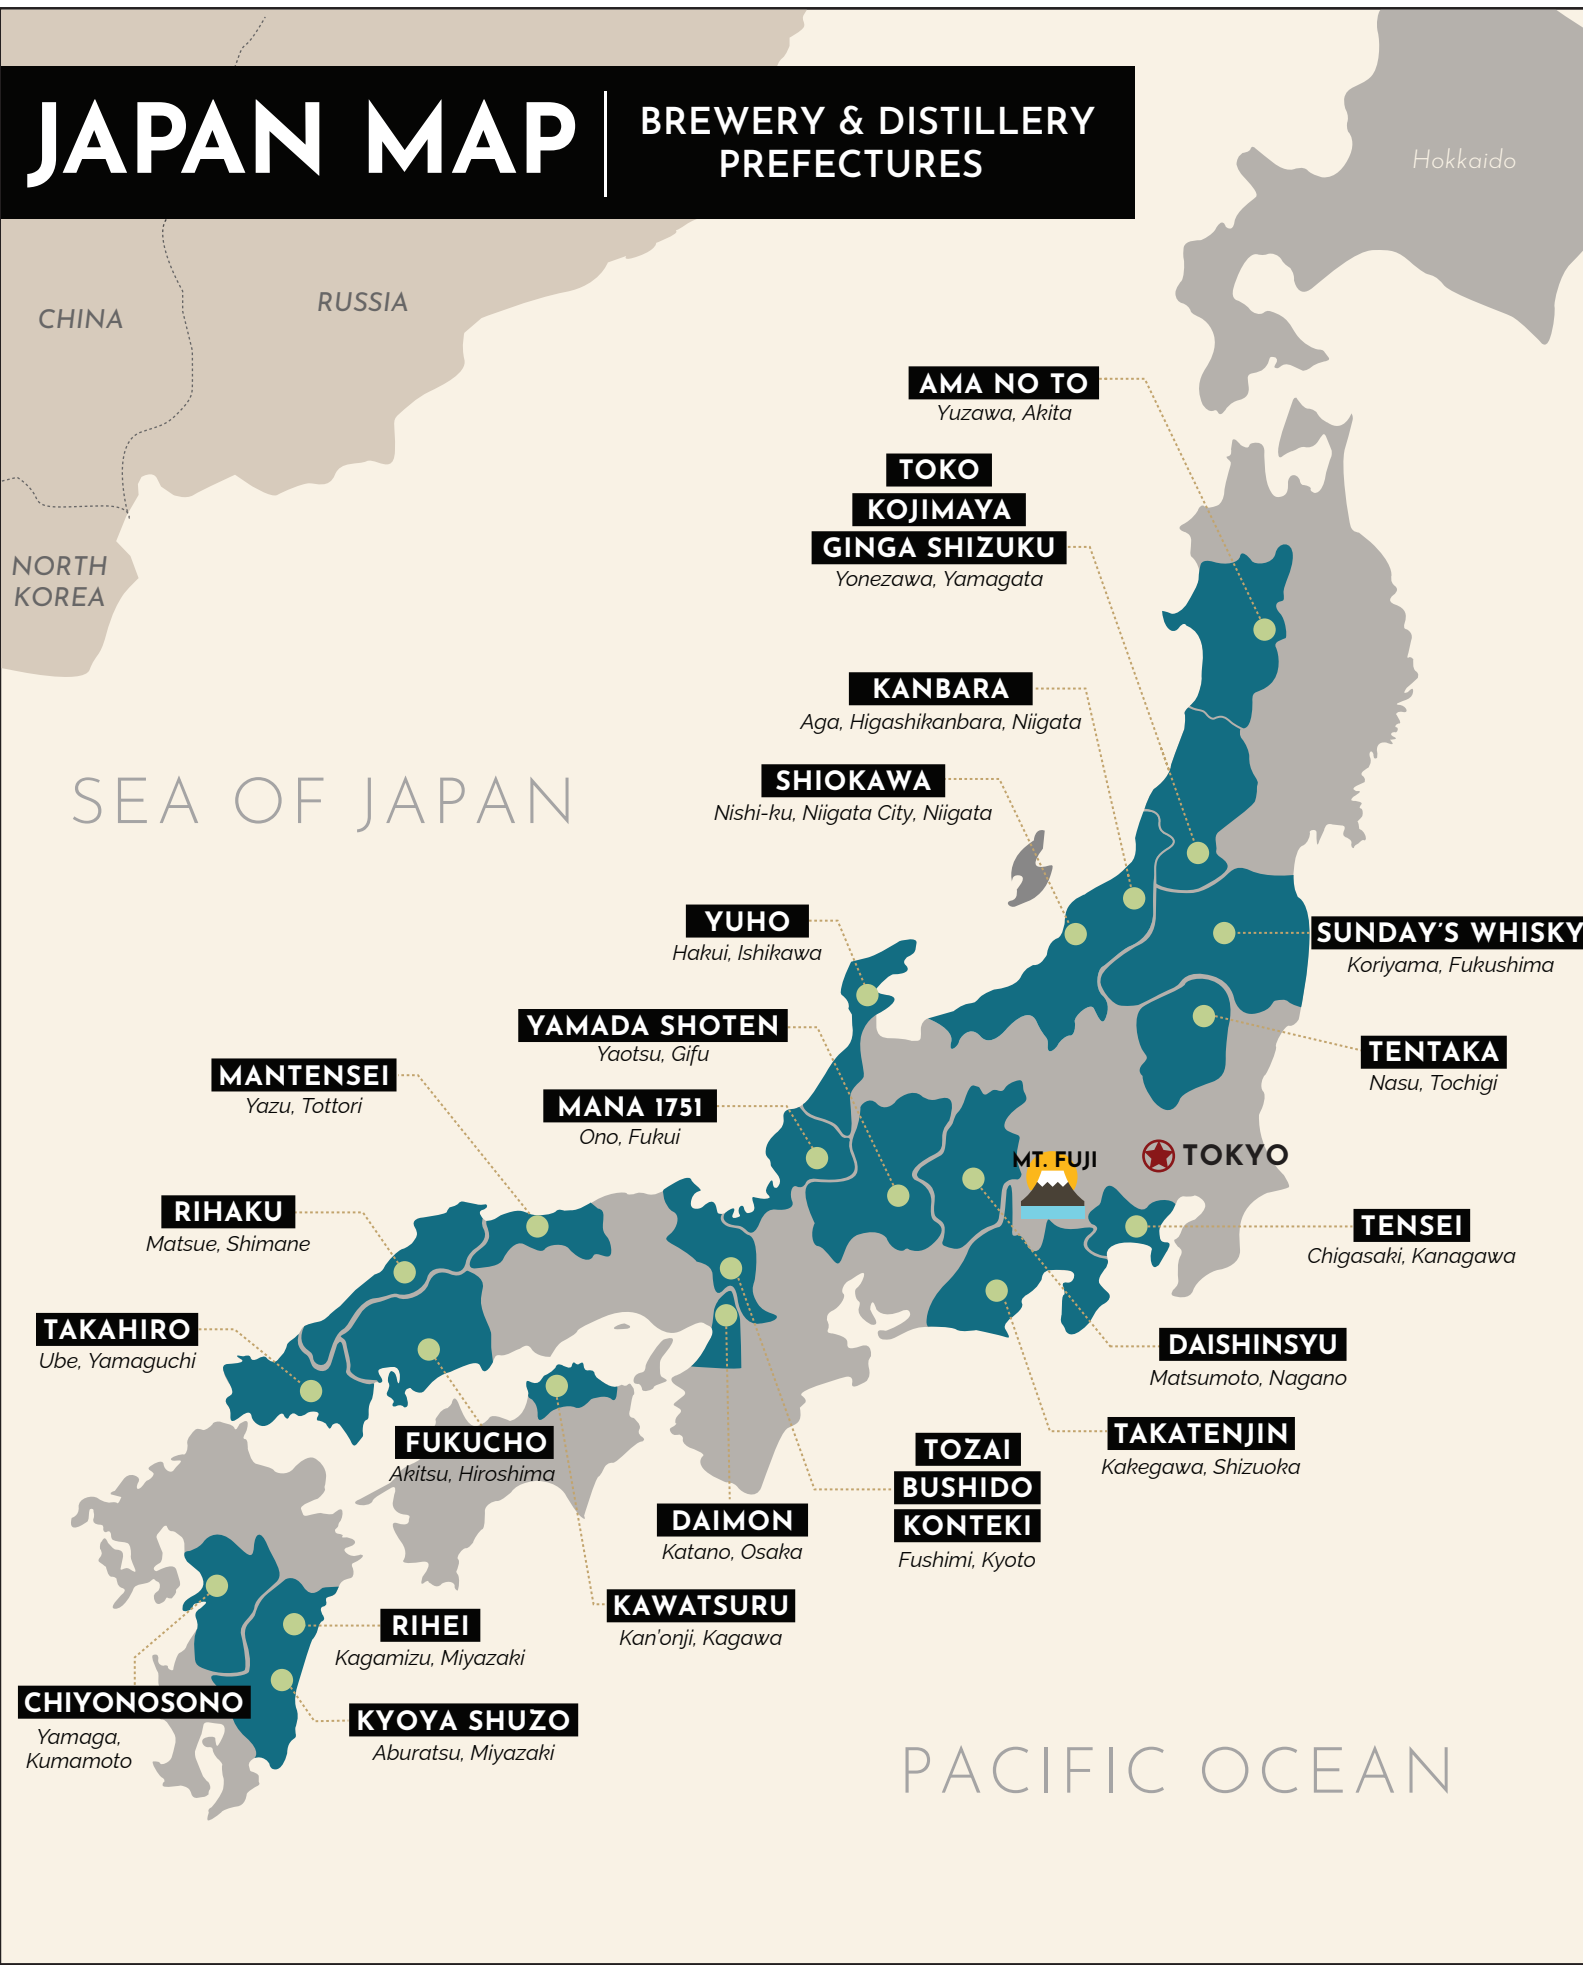 JAPAN MAP
BREWERY & DISTILLERY
PREFECTURES
Hokkaido
CHINA
RUSSIA
NORTH
KOREA
SEA OF JAPAN
AMA NO TO
Yuzawa, Akita
TOKO
KOJIMAYA
GINGA SHIZUKU
Yonezawa, Yamagata
KANBARA
Aga, Higashikanbara, Niigata
SHIOKAWA
Nishi-ku, Niigata City, Niigata
YUHO
Hakui, Ishikawa
SUNDAY'S WHISKY
Koriyama, Fukushima
YAMADA SHOTEN
Yaotsu, Gifu
TENTAKA
Nasu, Tochigi
MANTENSEI
Yazu, Tottori
MANA 1751
Ono, Fukui
MT. FUJI
TOKYO
RIHAKU
Matsue, Shimane
TENSEI
Chigasaki, Kanagawa
TAKAHIRO
Ube, Yamaguchi
DAISHINSYU
Matsumoto, Nagano
FUKUCHO
Akitsu, Hiroshima
TAKATENJIN
Kakegawa, Shizuoka
TOZAI
BUSHIDO
KONTEKI
Fushimi, Kyoto
DAIMON
Katano, Osaka
KAWATSURU
Kan'onji, Kagawa
RIHEI
Kagamizu, Miyazaki
CHIYONOSONO
Yamaga,
Kumamoto
KYOYA SHUZO
Aburatsu, Miyazaki
PACIFIC OCEAN